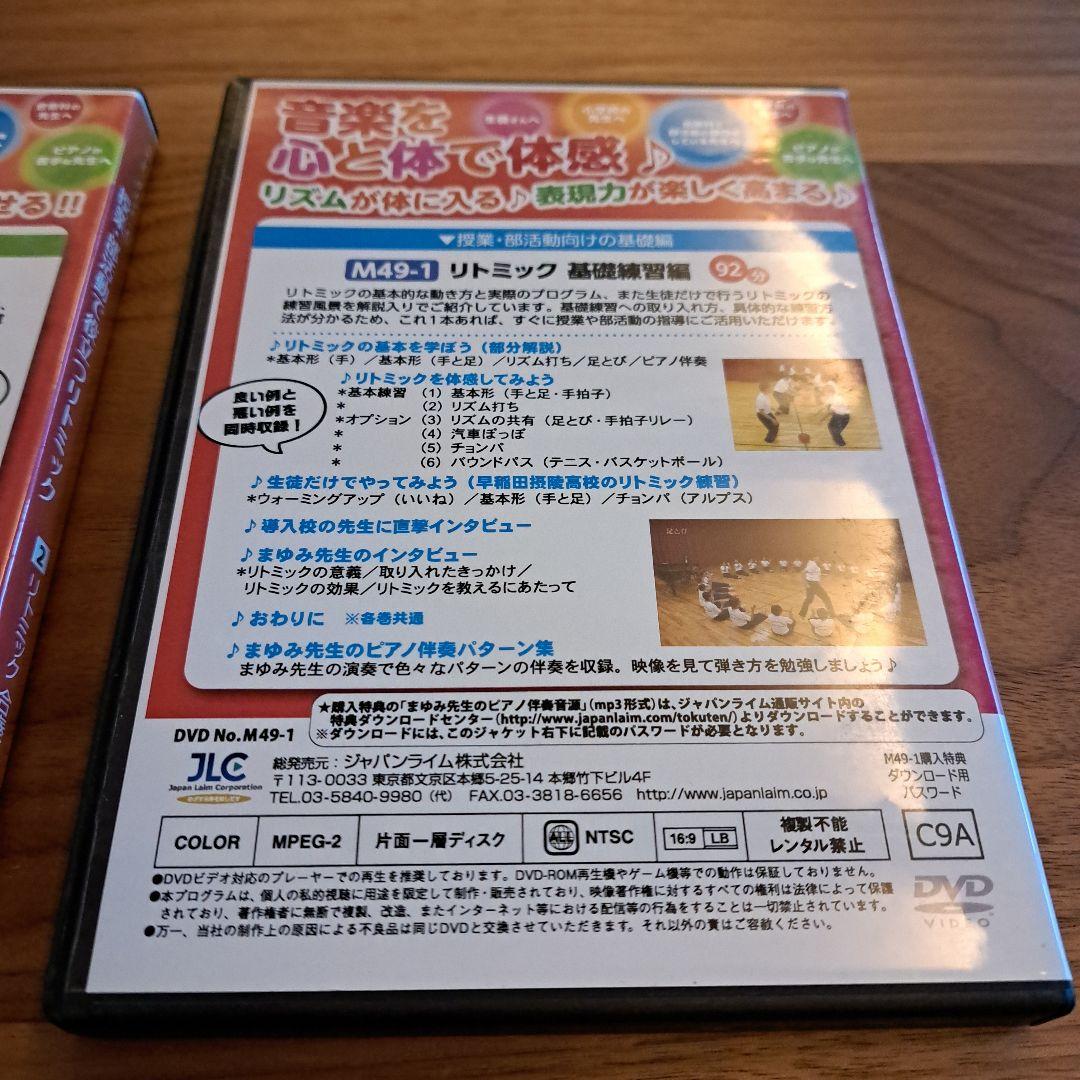 音楽を
心と体で体感♪
リズムが体に入る♪表現力が楽しく高まる♪
ピアノが
苦手な先生へ
▼授業・部活動向けの基礎編
M49-1 リトミック 基礎練習編 92分
リトミックの基本的な動き方と実際のプログラム、また生徒だけで行うリトミックの
練習風景を解説入りでご紹介しています。基礎練習への取り入れ方、具体的な練習方
法が分かるため、これ1本あれば、すぐに授業や部活動の指導にご活用いただけます。
♪リトミックの基本を学ぼう（部分解説）
*基本形（手）／基本形（手と足）／リズム打ち／足とび／ピアノ伴奏
♪リトミックを体感してみよう
良い例と
悪い例を
同時収録！
*基本練習 （1）基本形（手と足・手拍子）
* （2）リズム打ち
*オプション （3）リズムの共有（足とび・手拍子リレー）
* （4）汽車ぽっぽ
* （5）チョンパ
* （6）バウンドパス（テニス・バスケットボール）
♪生徒だけでやってみよう（早稲田摂陵高校のリトミック練習）
*ウォーミングアップ（いいね）／基本形（手と足）／チョンパ（アルプス）
♪導入校の先生に直撃インタビュー
♪まゆみ先生のインタビュー
*リトミックの意義／取り入れたきっかけ／
リトミックの効果／リトミックを教えるにあたって
足とび
♪おわりに ※各巻共通
♪まゆみ先生のピアノ伴奏パターン集
まゆみ先生の演奏で色々なパターンの伴奏を収録。映像を見て弾き方を勉強しましょう♪
★購入特典の「まゆみ先生のピアノ伴奏音源」（mp3形式）は、ジャパンライム通販サイト内の
特典ダウンロードセンター（http://www.japanlaim.com/tokuten/）よりダウンロードすることができます。
※ダウンロードには、このジャケット右下に記載のパスワードが必要となります。
DVD No.M49-1
JLC
Japan Laim Corporation
総発売元：ジャパンライム株式会社
〒113-0033 東京都文京区本郷5-25-14 本郷竹下ビル4F
TEL.03-5840-9980（代） FAX.03-3818-6656 http://www.japanlaim.co.jp
M49-1購入特典
ダウンロード用
パスワード
C9A
COLOR MPEG-2 片面一層ディスク ALL NTSC 16:9 LB 複製不能
レンタル禁止
●DVDビデオ対応のプレーヤーでの再生を推奨しております。DVD-ROM再生機やゲーム機等での動作は保証しておりません。
●本プログラムは、個人の私的視聴に用途を限定して制作・販売されており、映像著作権に対するすべての権利は法律によって保護
されており、著作権者に無断で複製、改造、またインターネット等における配信等の行為をすることは一切禁止されています。
●万一、当社の制作上の原因による不良品は同じDVDと交換させていただきます。それ以外の責はご容赦ください。
DVD
VIDEO
ピアノが
苦手な先生へ
せる!!